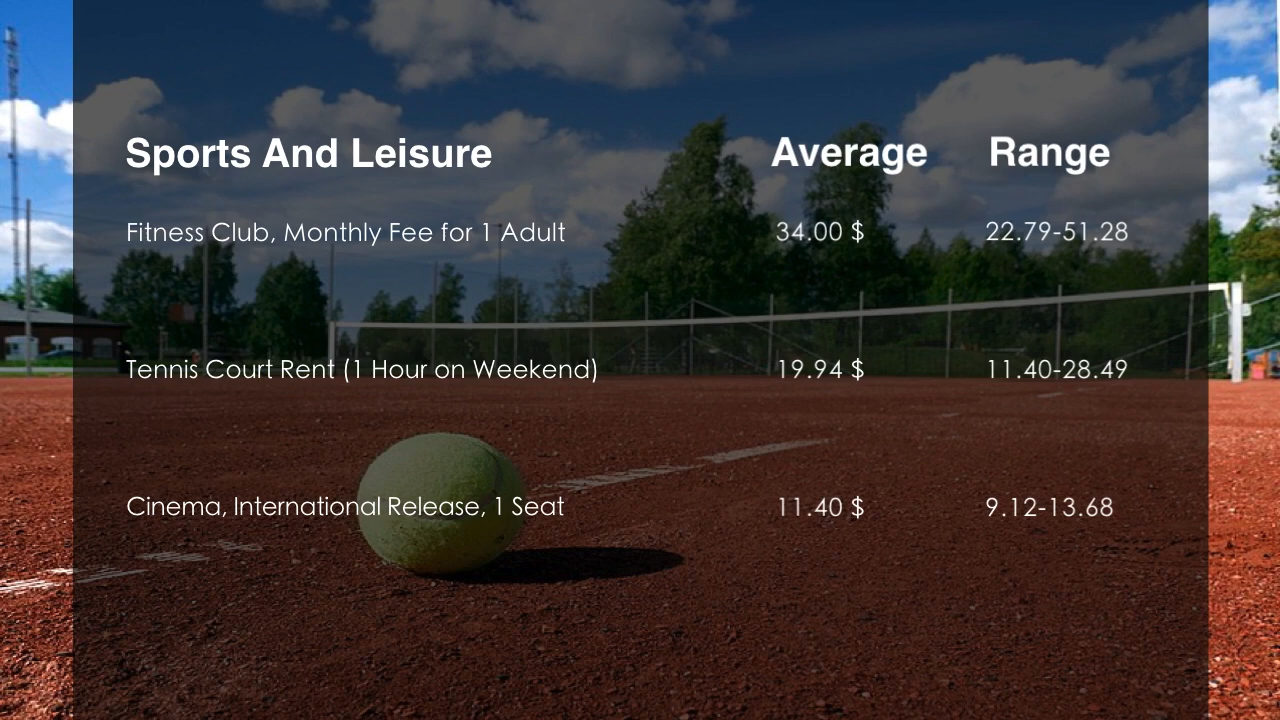 Sports And Leisure Average Range
Fitness Club, Monthly Fee for 1 Adult 34.00 $ 22.79-51.28
Tennis Court Rent (1 Hour on Weekend) 19.94 $ 11.40-28.49
Cinema, International Release, 1 Seat 11.40 $ 9.12-13.68